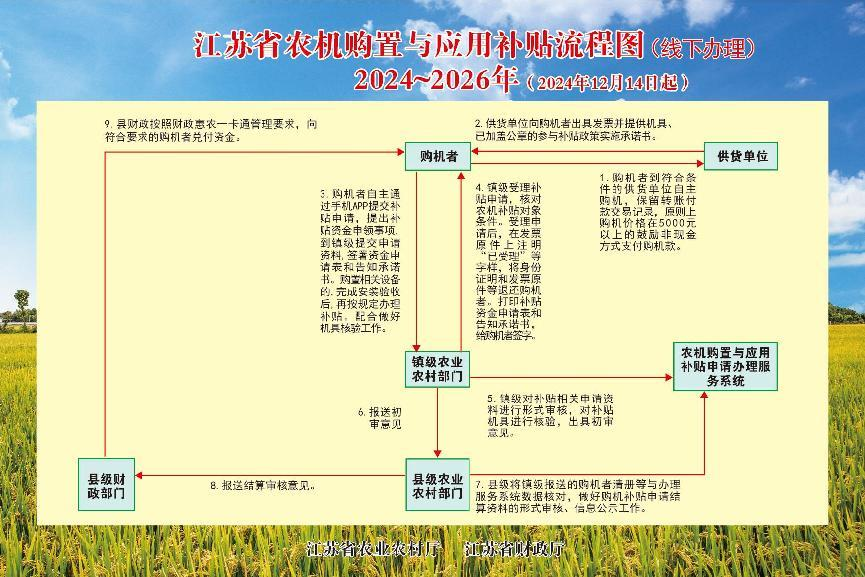 江苏省农机购置与应用补贴流程图（线下办理）
2024~2026年（2024年12月14日起）
9. 县财政按照财政惠农一卡通管理要求，向
符合要求的购机者兑付资金。
2. 供货单位向购机者出具发票并提供机具、
已加盖公章的参与补贴政策实施承诺书。
购机者
供货单位
3. 购机者自主通
过手机APP提交补
贴申请，提出补
贴资金申领事项.
到镇级提交申请
资料,签署资金申
请表和告知承诺
书。购置相关设备
的,完成安装验收
后,再按规定办理
补贴。配合做好
机具核验工作。
4. 镇级受理补
贴申请，核对
农机补贴对象
条件。受理申
请后，在发票
原件上注明
“已受理”等
字样，将身份
证明和发票原
件等退还购机
者。打印补贴
资金申请表和
告知承诺书，
给购机者签字。
1. 购机者到符合条
件的供货单位自主
购机，保留转账付
款交易记录，原则上
购机价格在5000元
以上的鼓励非现金
方式支付购机款。
镇级农业
农村部门
农机购置与应用
补贴申请办理服
务系统
6. 报送初
审意见
5. 镇级对补贴相关申请资
料进行形式审核，对补贴
机具进行核验，出具初审
意见。
县级财
政部门
8. 报送结算审核意见。
县级农业
农村部门
7. 县级将镇级报送的购机者清册等与办理
服务系统数据核对，做好购机补贴申请结
算资料的形式审核、信息公示工作。
江苏省农业农村厅 江苏省财政厅